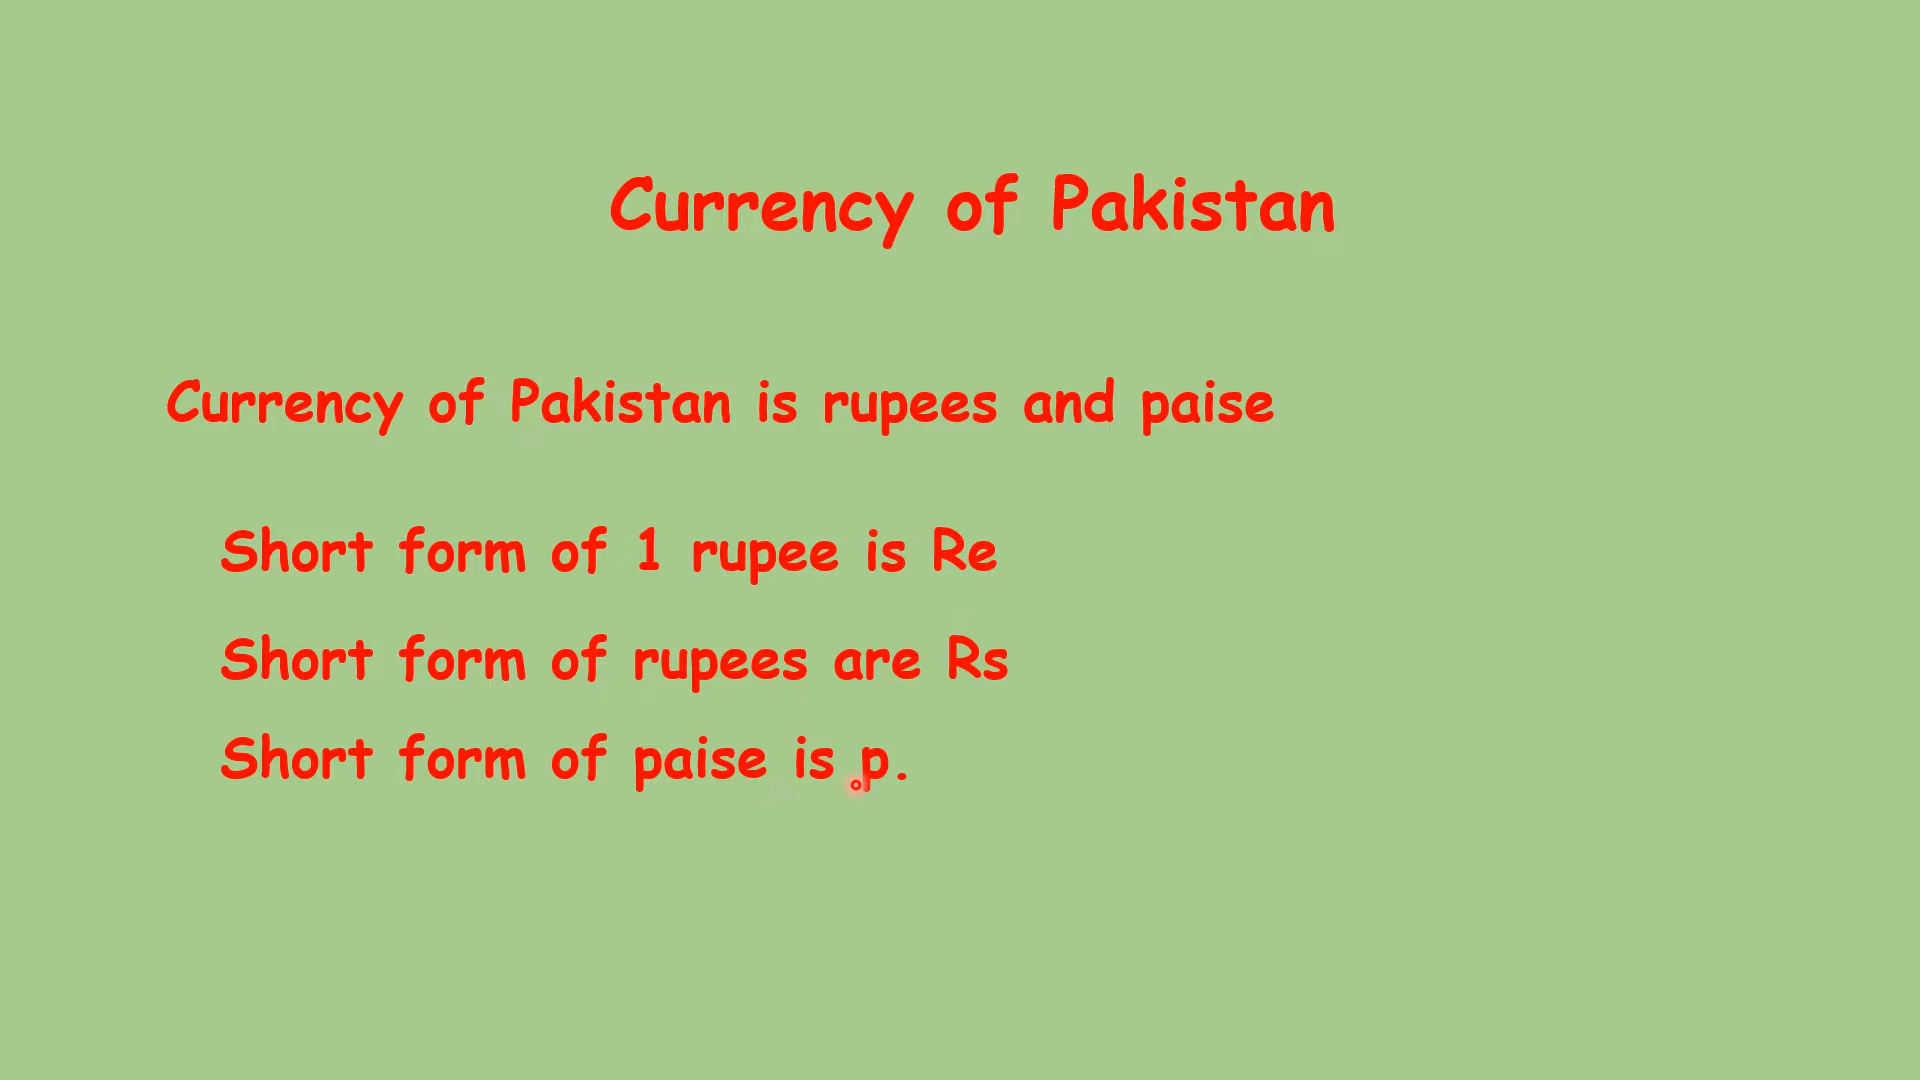 Currency of Pakistan
Currency of Pakistan is rupees and paise
Short form of 1 rupee is Re
Short form of rupees are Rs
Short form of paise is p.